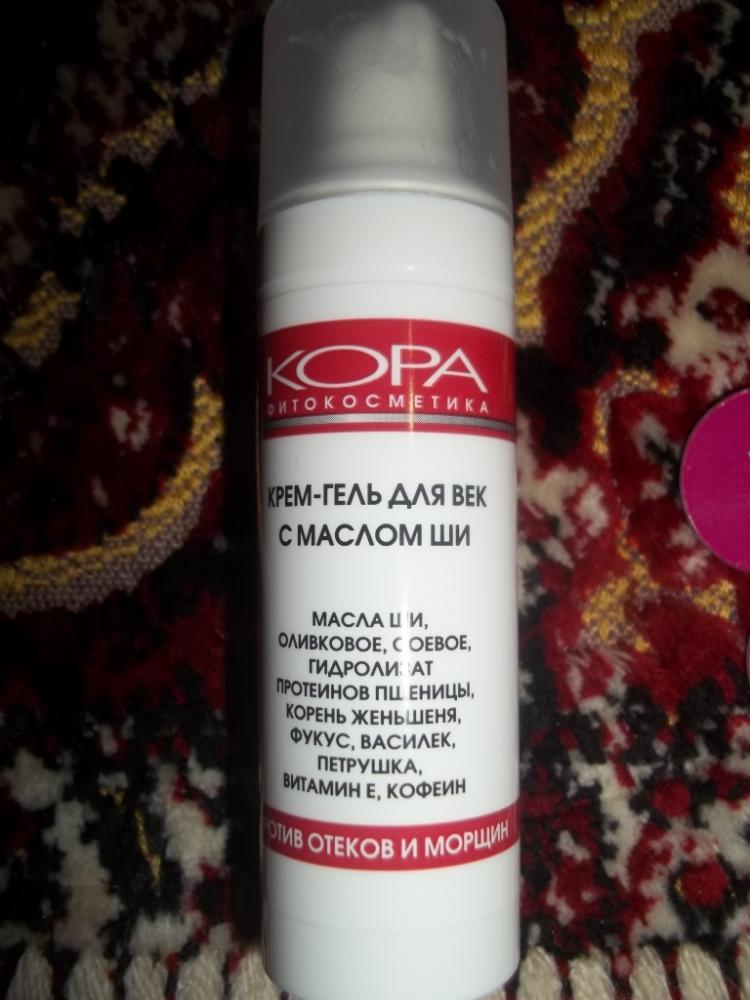 КОРА
ФИТОКОСМЕТИКА
КРЕМ-ГЕЛЬ ДЛЯ ВЕК
С МАСЛОМ ШИ
МАСЛА ШИ,
ОЛИВКОВОЕ, СОЕВОЕ,
ГИДРОЛИЗАТ
ПРОТЕИНОВ ПШЕНИЦЫ,
КОРЕНЬ ЖЕНЬШЕНЯ,
ФУКУС, ВАСИЛЕК,
ПЕТРУШКА,
ВИТАМИН Е, КОФЕИН
ПРОТИВ ОТЕКОВ И МОРЩИН